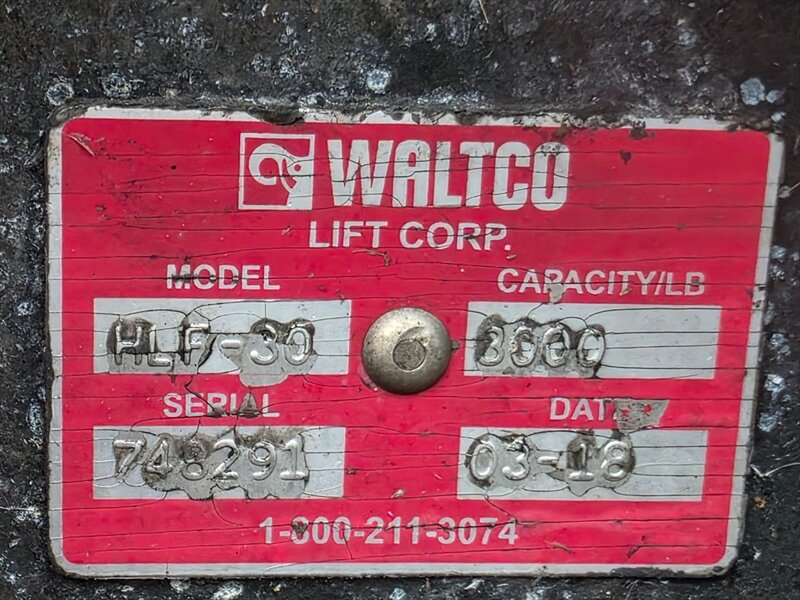 WALTCO
LIFT CORP.
MODEL CAPACITY/LB
HLF-30 3000
SERIAL DATE
748291 03-18
1-800-211-3074